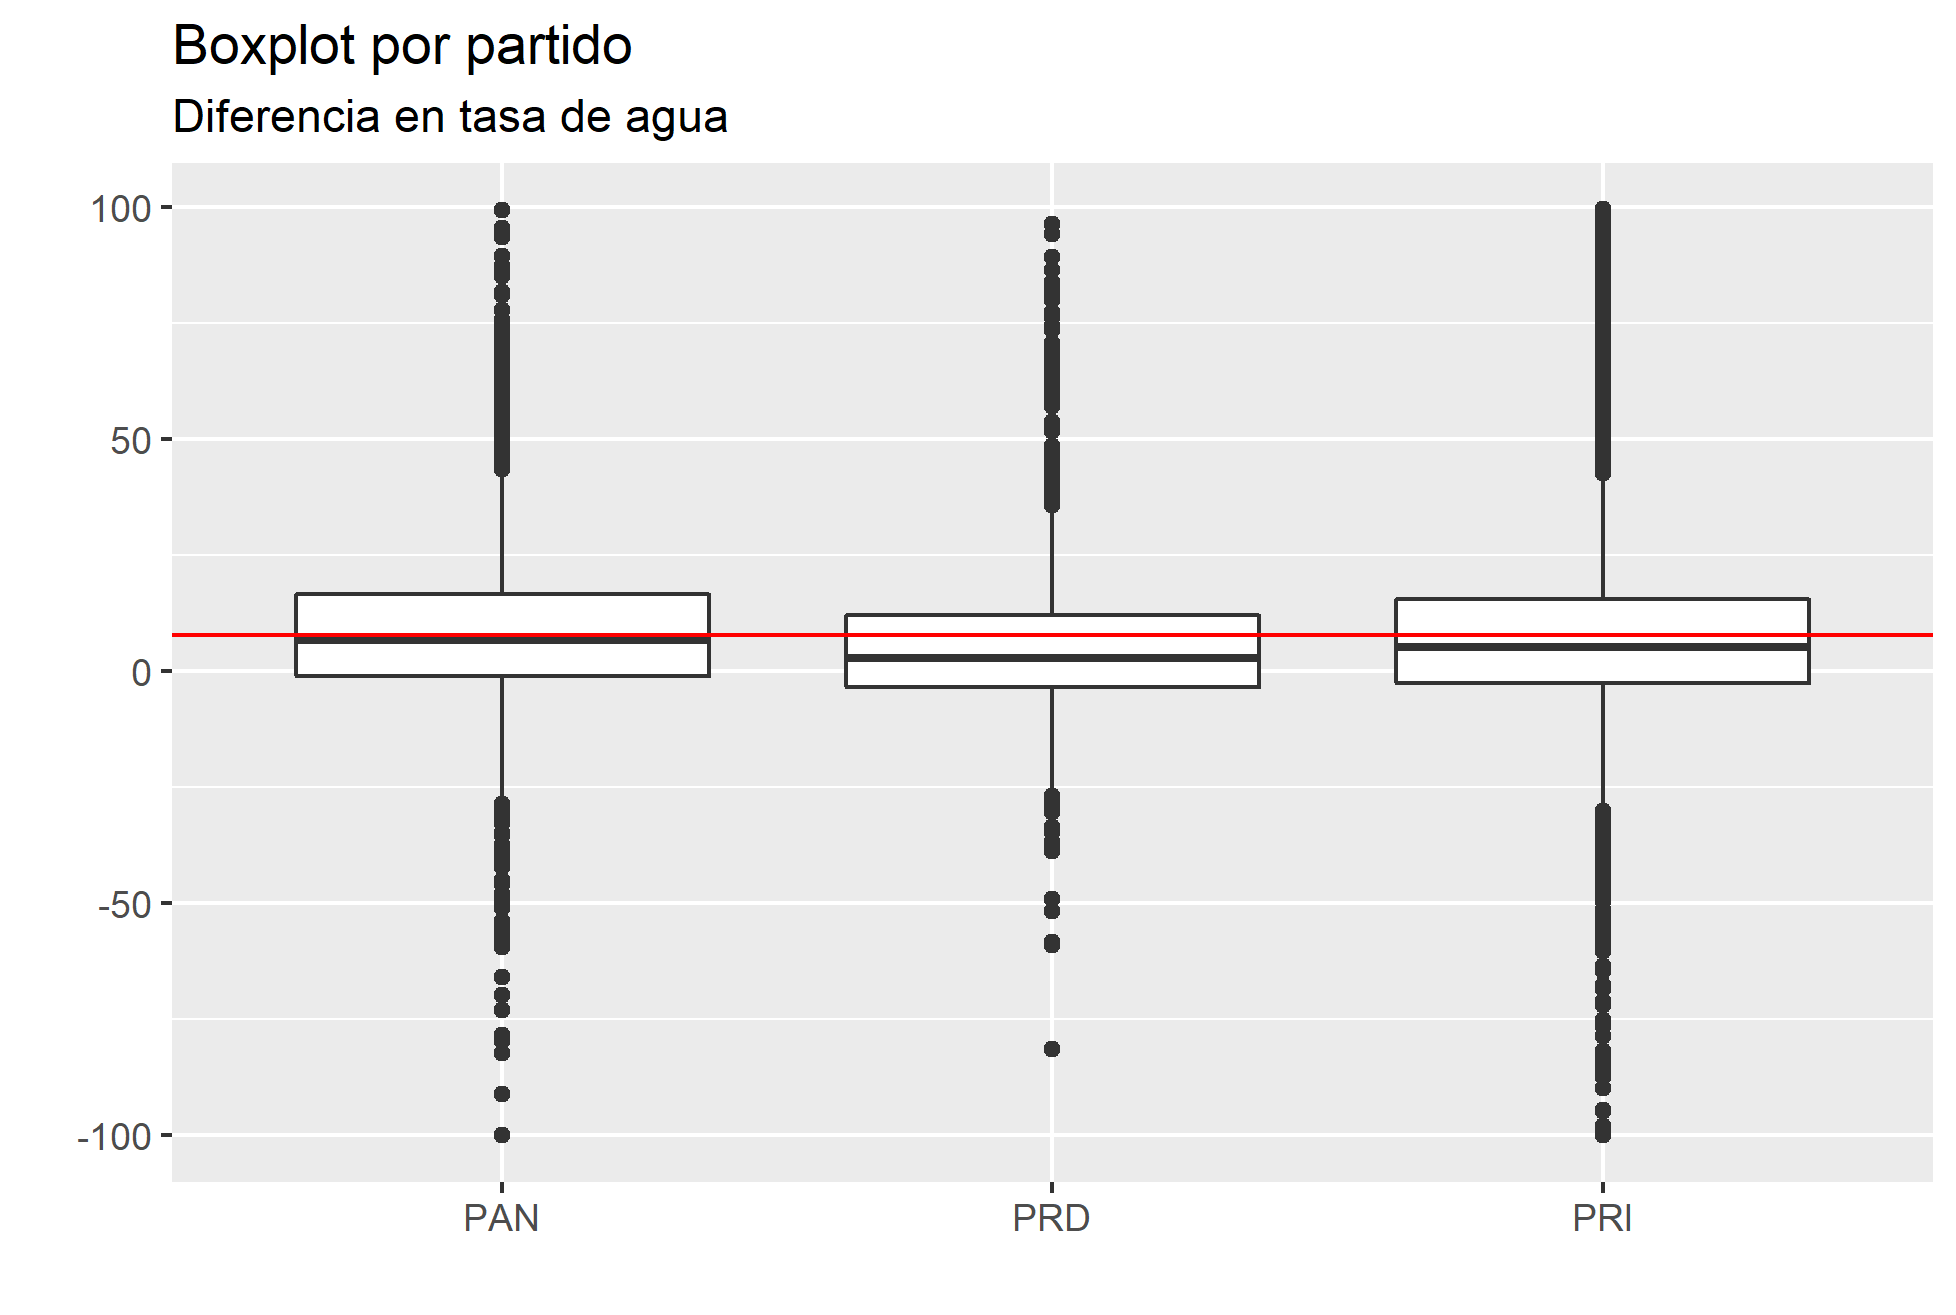 Boxplot por partido
Diferencia en tasa de agua
100
50
0
-50
-100
PAN PRD PRI